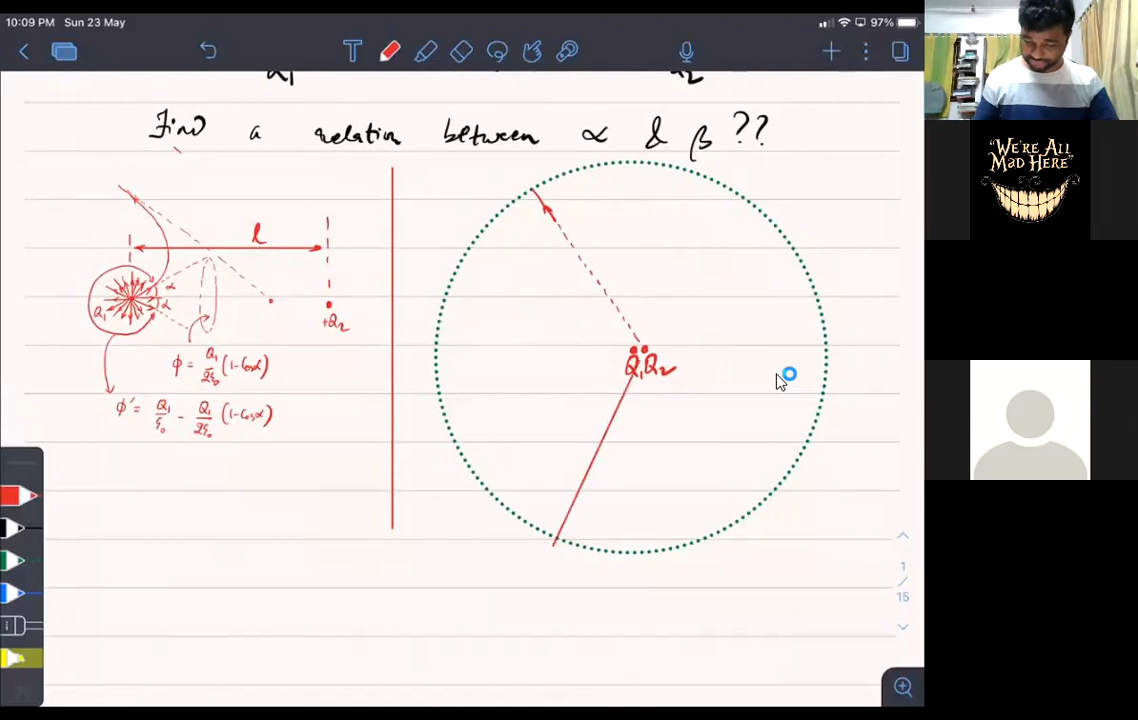 10:09 PM Sun 23 May
97%
T
Find a relation between α & β ??
l
α
α
Q₁
+Q₂
ϕ = Q₁/2ε₀ (1-Cosα)
ϕ' = Q₁/ε₀ - Q₁/2ε₀ (1-Cosα)
Q₁Q₂
1
/
15
"WE'RE ALL
MAD HERE"